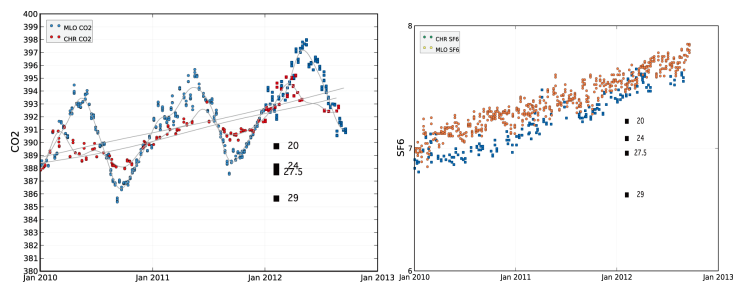 400
399
398
397
396
395
394
393
392
391
390
389
388
387
386
385
384
383
382
381
380
CO2
MLO CO2
CHR CO2
20
24
27.5
29
Jan 2010
Jan 2011
Jan 2012
Jan 2013
8
7
6
SF6
CHR SF6
MLO SF6
20
24
27.5
29
Jan 2010
Jan 2011
Jan 2012
Jan 2013